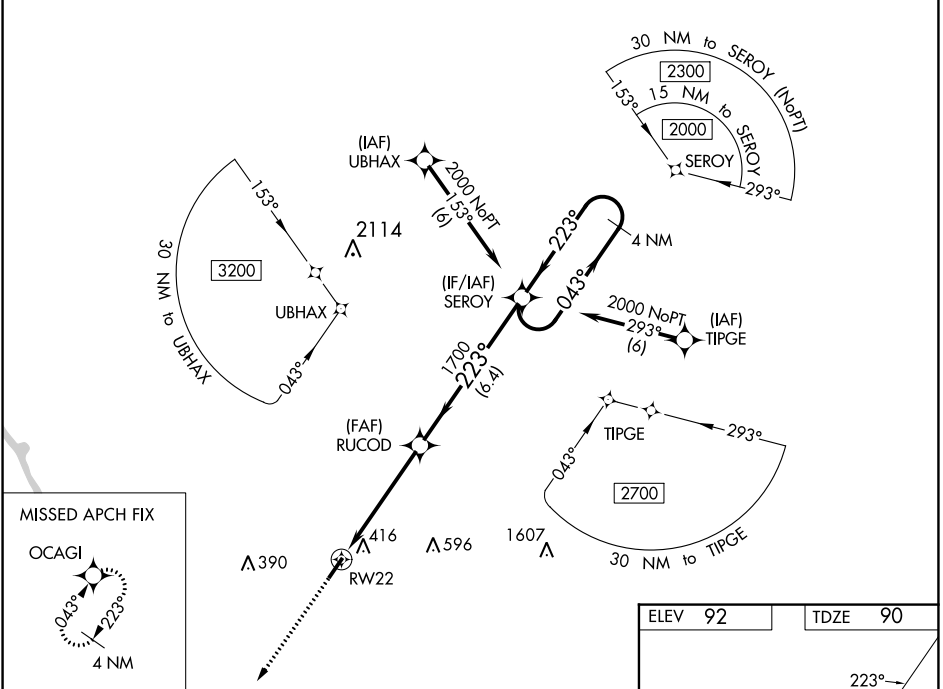 30 NM to SEROY (NoPT)
2300
153°
15 NM to SEROY
2000
SEROY
293°
(IAF)
UBHAX
2000 NoPT
153°
(6)
2114
153°
3200
UBHAX
30 NM to UBHAX
043°
223°
4 NM
043°
(IF/IAF)
SEROY
2000 NoPT
293°
(6)
(IAF)
TIPGE
1700
223°
(6.4)
(FAF)
RUCOD
TIPGE
293°
043°
2700
30 NM to TIPGE
MISSED APCH FIX
OCAGI
043°
223°
4 NM
390
416
596
1607
RW22
ELEV 92
TDZE 90
223°